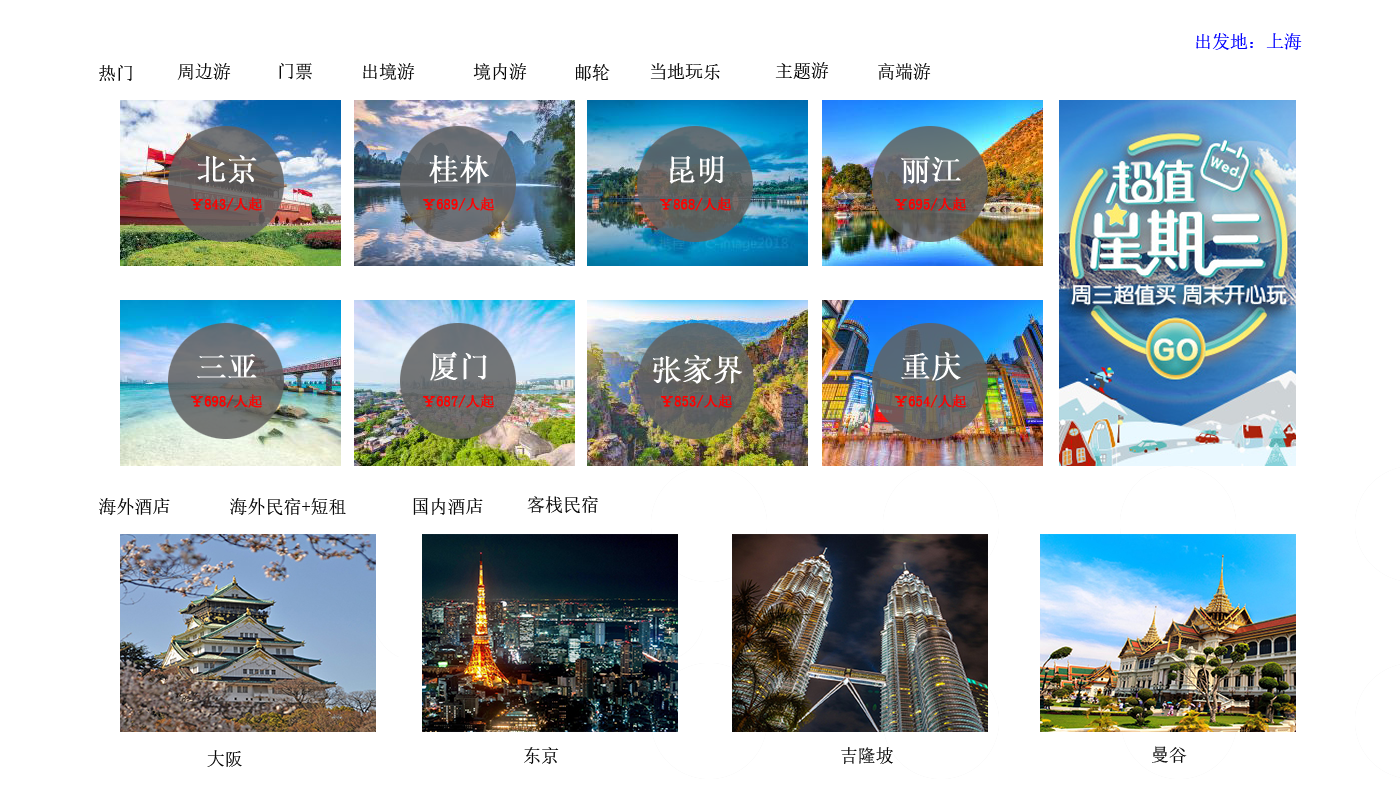 出发地：上海
热门 周边游 门票 出境游 境内游 邮轮 当地玩乐 主题游 高端游
北京
¥843/人起
桂林
¥689/人起
昆明
¥868/人起
丽江
¥695/人起
超值
Wed.
星期三
周三超值买 周末开心玩
GO
三亚
¥698/人起
厦门
¥687/人起
张家界
¥853/人起
重庆
¥654/人起
海外酒店 海外民宿+短租 国内酒店 客栈民宿
大阪
东京
吉隆坡
曼谷